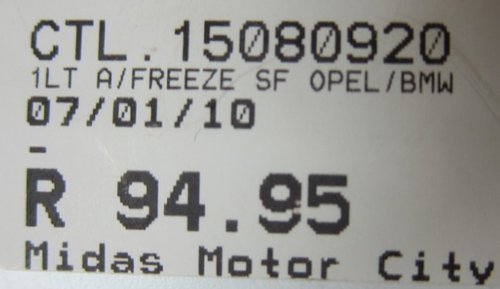 CTL.15080920
1LT A/FREEZE SF OPEL/BMW
07/01/10
-
R 94.95
Midas Motor City